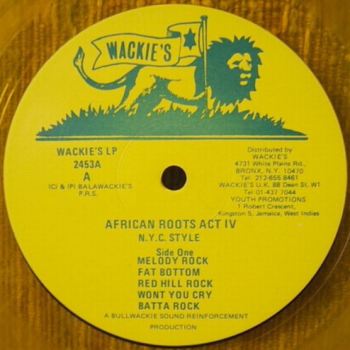 WACKIE'S
WACKIE'S LP
2453A
A
(C) & (P) BALAWACKIE'S
P.R.S.
Distributed by
WACKIE'S
4731 White Plains Rd.,
BRONX, N.Y. 10470
Tel. 212-655 8461
WACKIE'S U.K. 88 Dean St. W1
Tel 01-437 7044
YOUTH PROMOTIONS
1 Robert Crescent,
Kingston 5, Jamaica, West Indies
AFRICAN ROOTS ACT IV
N.Y.C. STYLE
Side One
MELODY ROCK
FAT BOTTOM
RED HILL ROCK
WONT YOU CRY
BATTA ROCK
A BULLWACKIE SOUND REINFORCEMENT
PRODUCTION